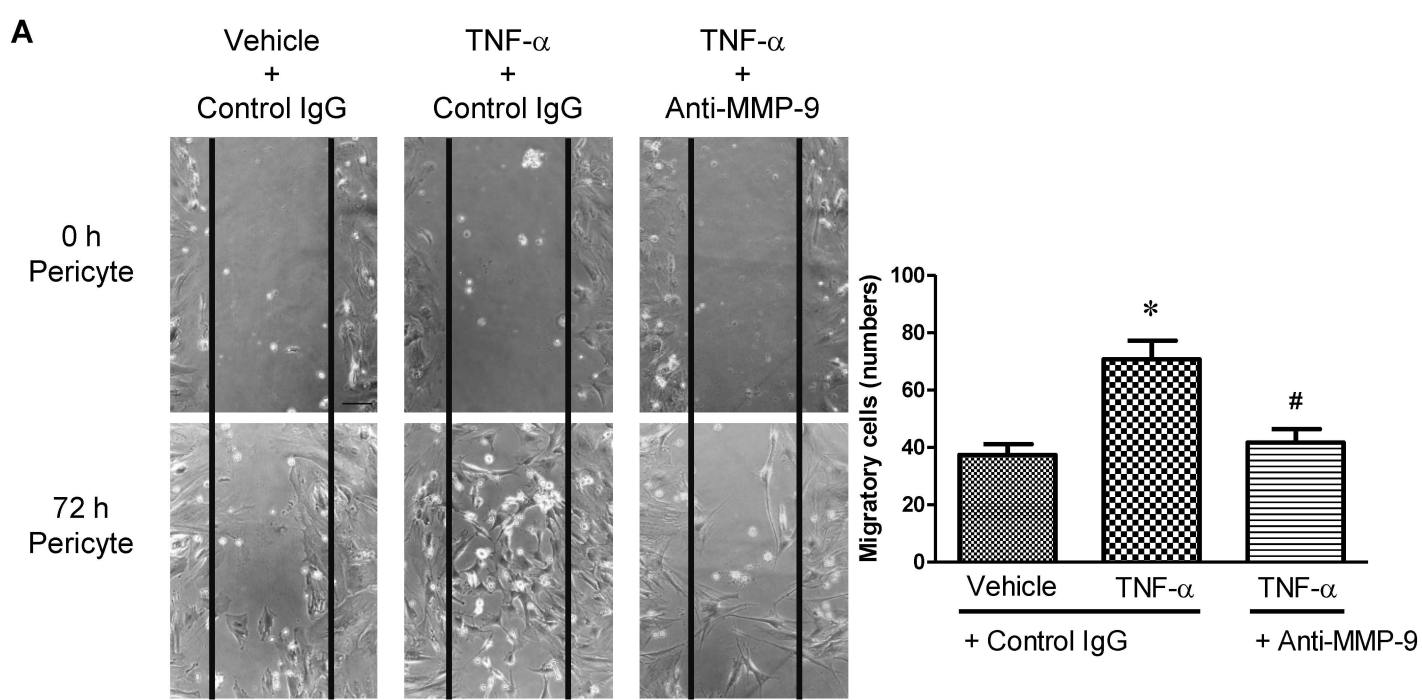 A
Vehicle
+
Control IgG
TNF-α
+
Control IgG
TNF-α
+
Anti-MMP-9
0 h
Pericyte
72 h
Pericyte
Migratory cells (numbers)
100
80
60
40
20
0
*
#
Vehicle
TNF-α
TNF-α
+ Control IgG
+ Anti-MMP-9